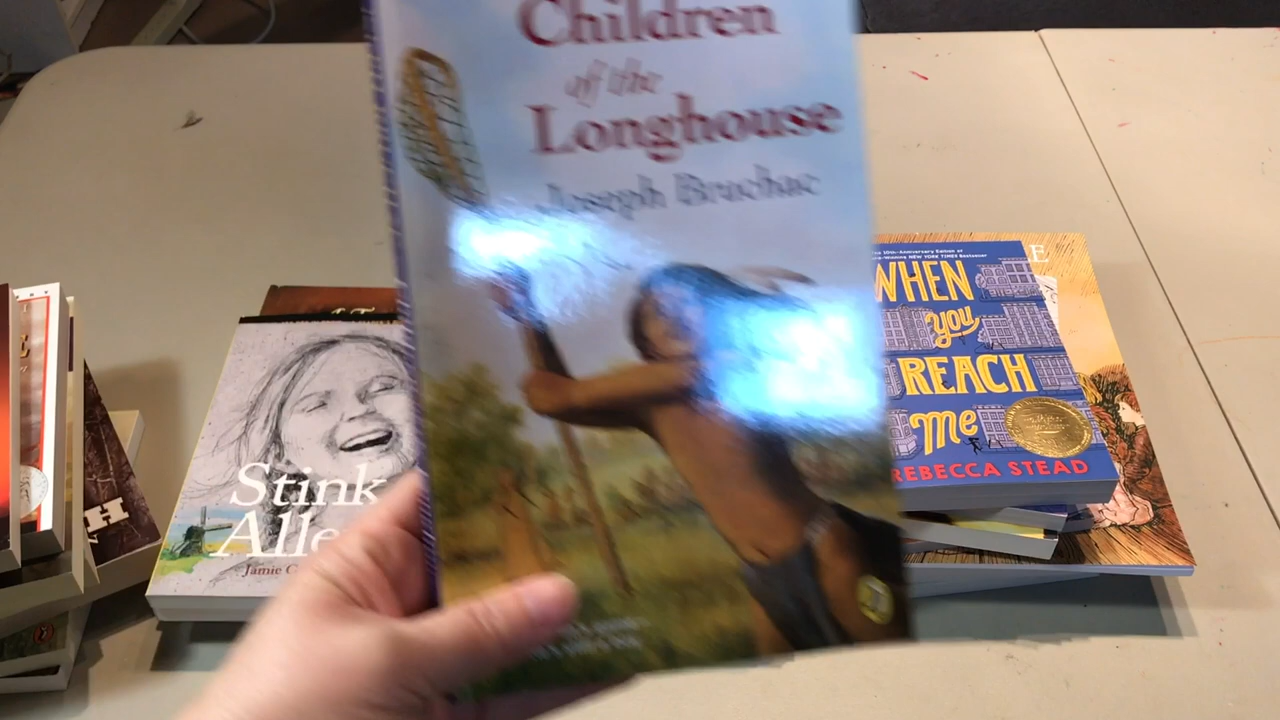 Children
of the
Longhouse
Joseph Bruchac
WHEN
you
REACH
Me
REBECCA STEAD
E
Stink
Alle
Jamie C
H